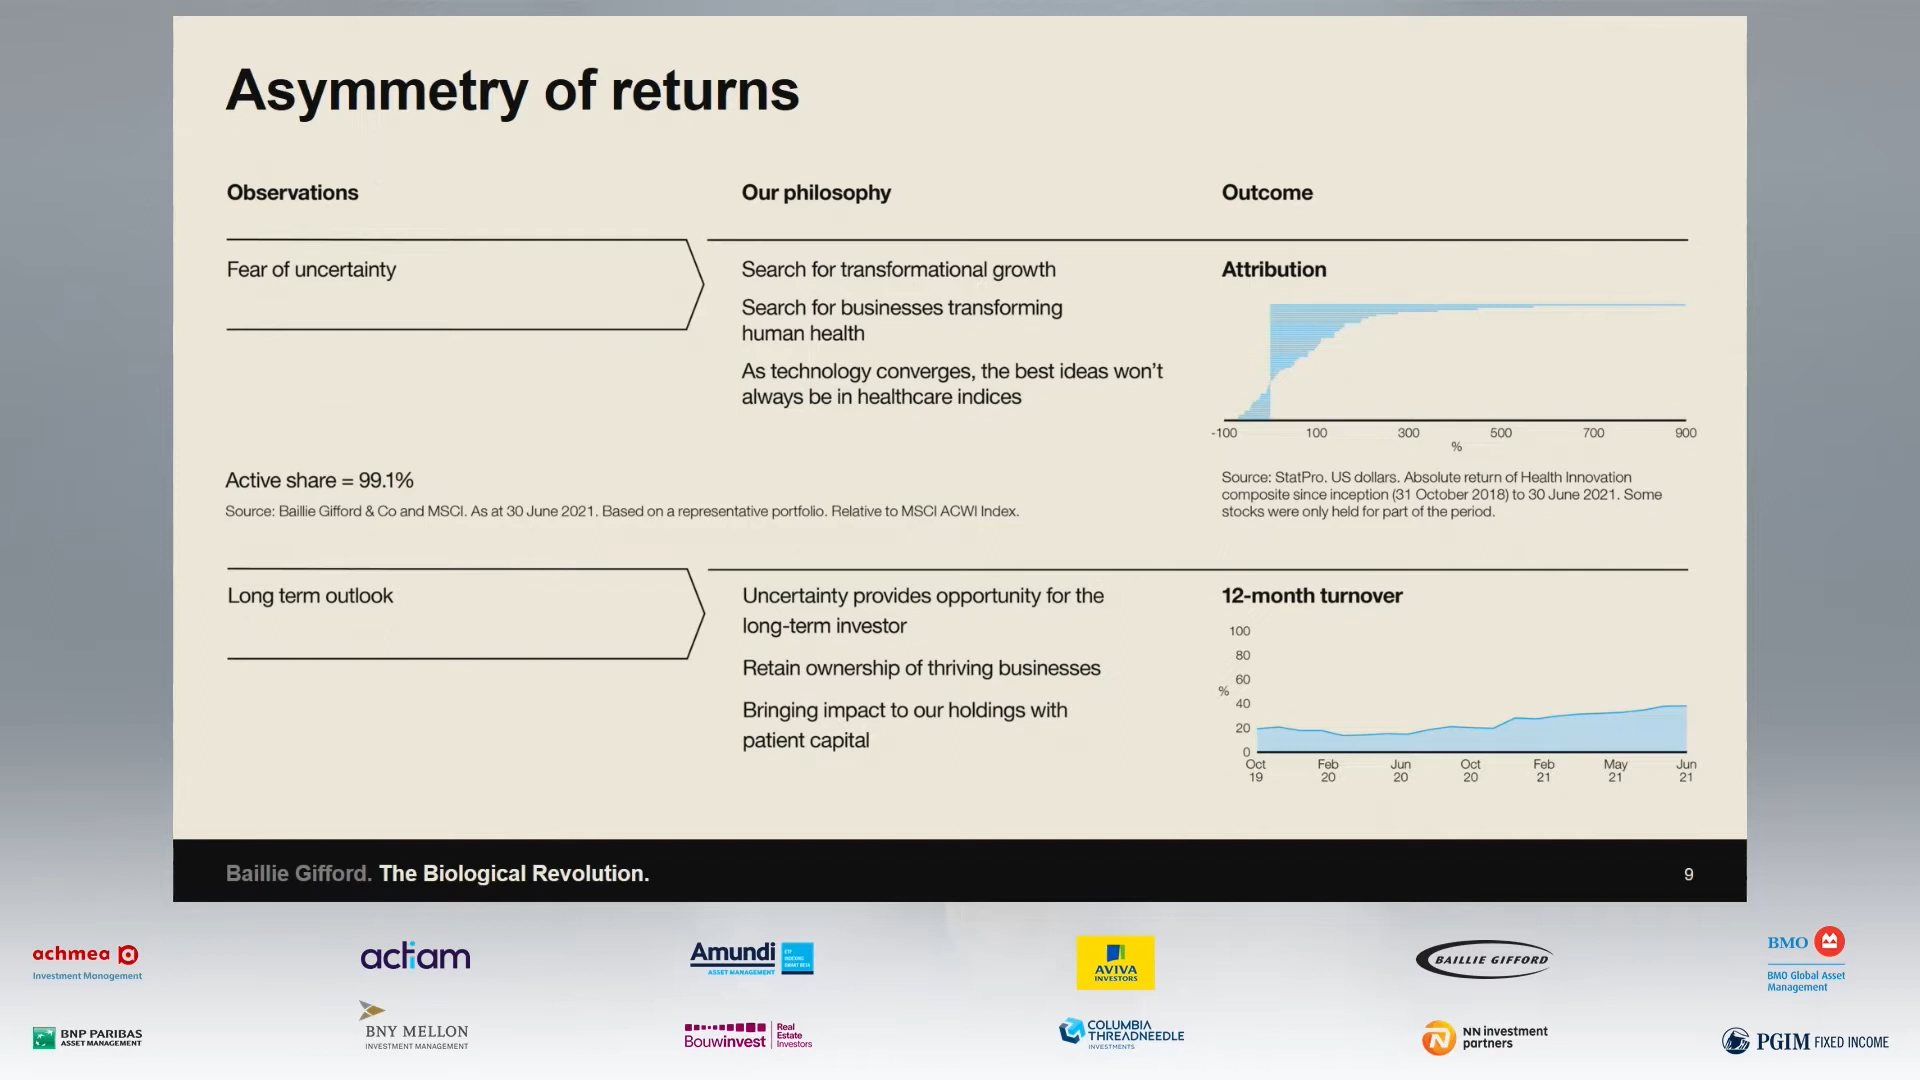 Asymmetry of returns
Observations
Our philosophy
Outcome
Fear of uncertainty
Search for transformational growth
Search for businesses transforming
human health
As technology converges, the best ideas won't
always be in healthcare indices
Attribution
-100 100 300 500 700 900
%
Active share = 99.1%
Source: Baillie Gifford & Co and MSCI. As at 30 June 2021. Based on a representative portfolio. Relative to MSCI ACWI Index.
Source: StatPro. US dollars. Absolute return of Health Innovation
composite since inception (31 October 2018) to 30 June 2021. Some
stocks were only held for part of the period.
Long term outlook
Uncertainty provides opportunity for the
long-term investor
Retain ownership of thriving businesses
Bringing impact to our holdings with
patient capital
12-month turnover
100
80
60
%
40
20
0
Oct Feb Jun Oct Feb May Jun
19 20 20 20 21 21 21
Baillie Gifford. The Biological Revolution.
9
achmea
Investment Management
actiam
Amundi
ASSET MANAGEMENT
ETF
INDEXING
SMART BETA
AVIVA
INVESTORS
BAILLIE GIFFORD
BMO
BMO Global Asset
Management
BNP PARIBAS
ASSET MANAGEMENT
BNY MELLON
INVESTMENT MANAGEMENT
Bouwinvest
Real
Estate
Investors
COLUMBIA
THREADNEEDLE
INVESTMENTS
NN investment
partners
PGIM FIXED INCOME